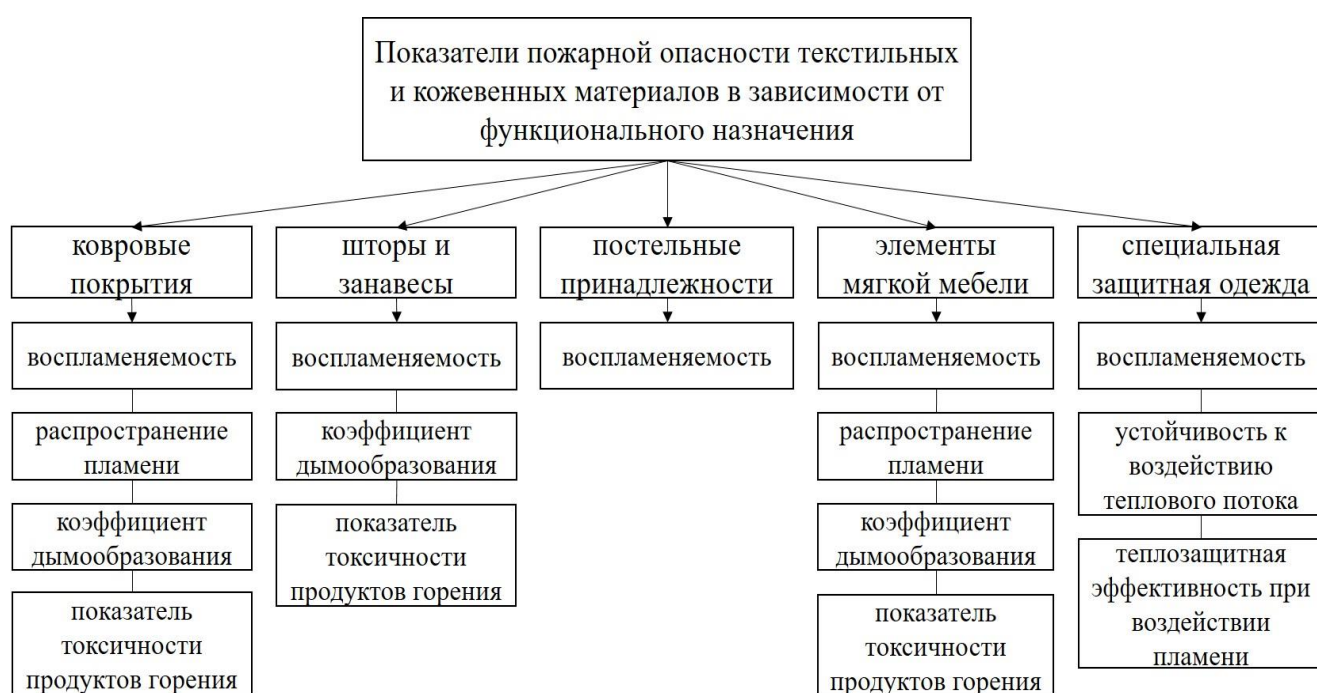 Показатели пожарной опасности текстильных
и кожевенных материалов в зависимости от
функционального назначения
ковровые
покрытия
воспламеняемость
распространение
пламени
коэффициент
дымообразования
показатель
токсичности
продуктов горения
шторы и
занавесы
воспламеняемость
коэффициент
дымообразования
показатель
токсичности
продуктов горения
постельные
принадлежности
воспламеняемость
элементы
мягкой мебели
воспламеняемость
распространение
пламени
коэффициент
дымообразования
показатель
токсичности
продуктов горения
специальная
защитная одежда
воспламеняемость
устойчивость к
воздействию
теплового потока
теплозащитная
эффективность при
воздействии
пламени